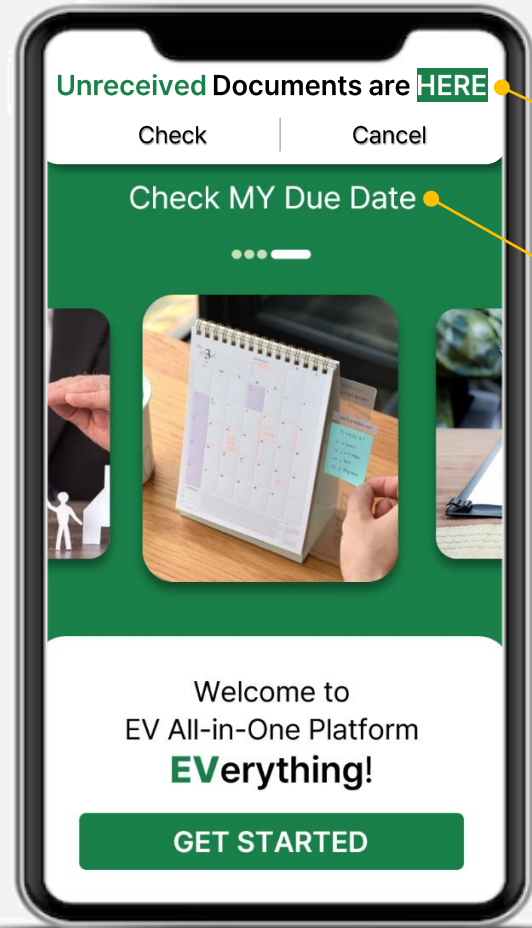 Unreceived Documents are HERE
Check
Cancel
Check MY Due Date
3
Welcome to
EV All-in-One Platform
EVerything!
GET STARTED